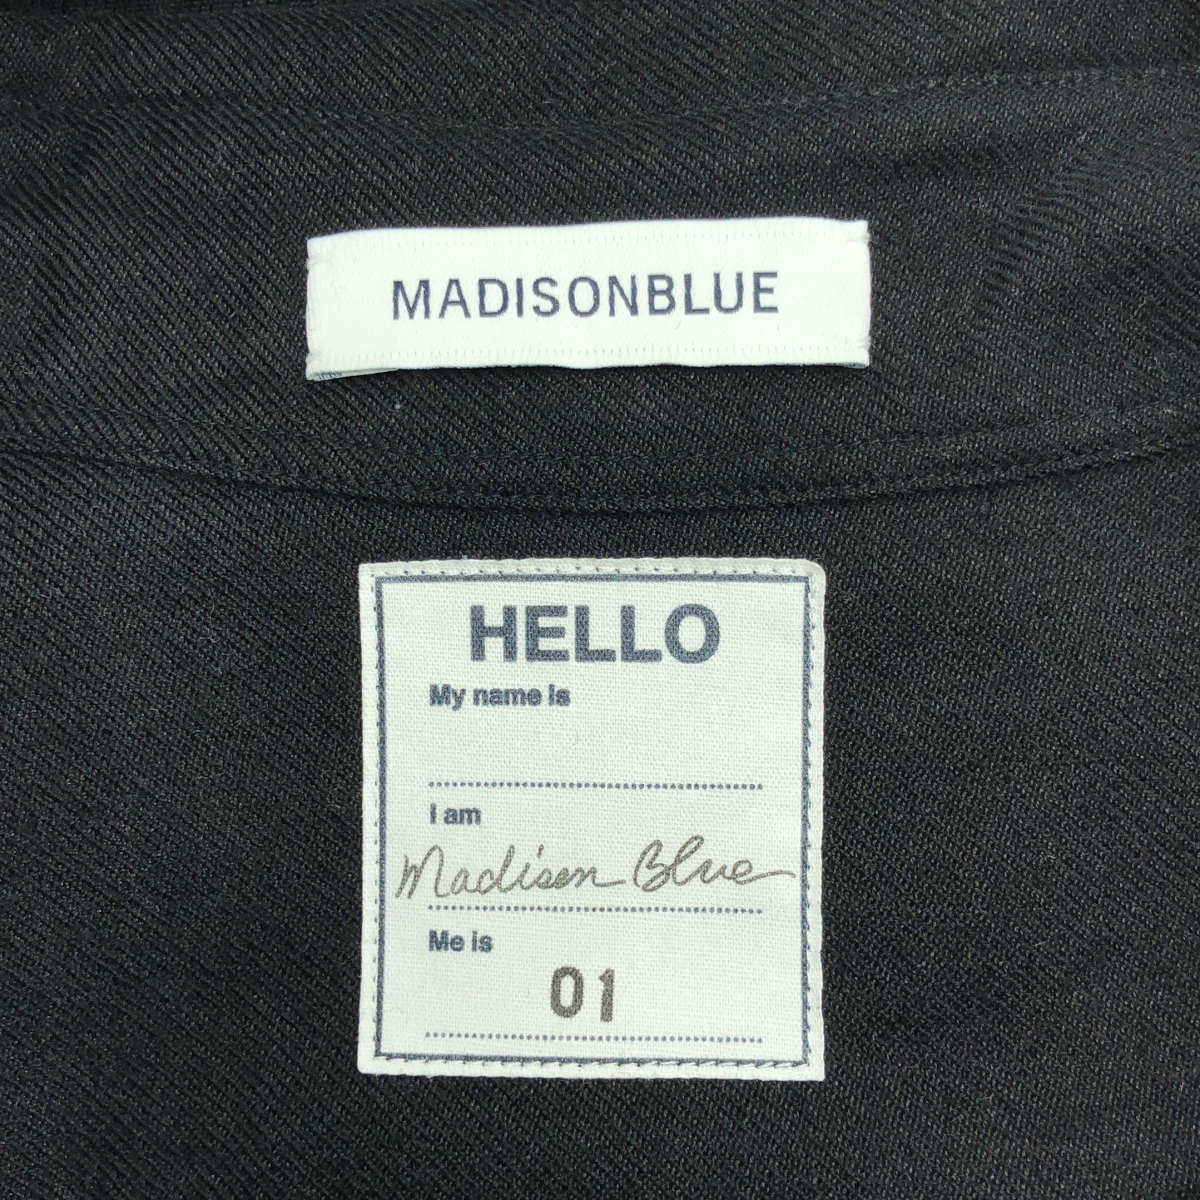 MADISONBLUE
HELLO
My name is
I am
Madison Blue
Me is
01